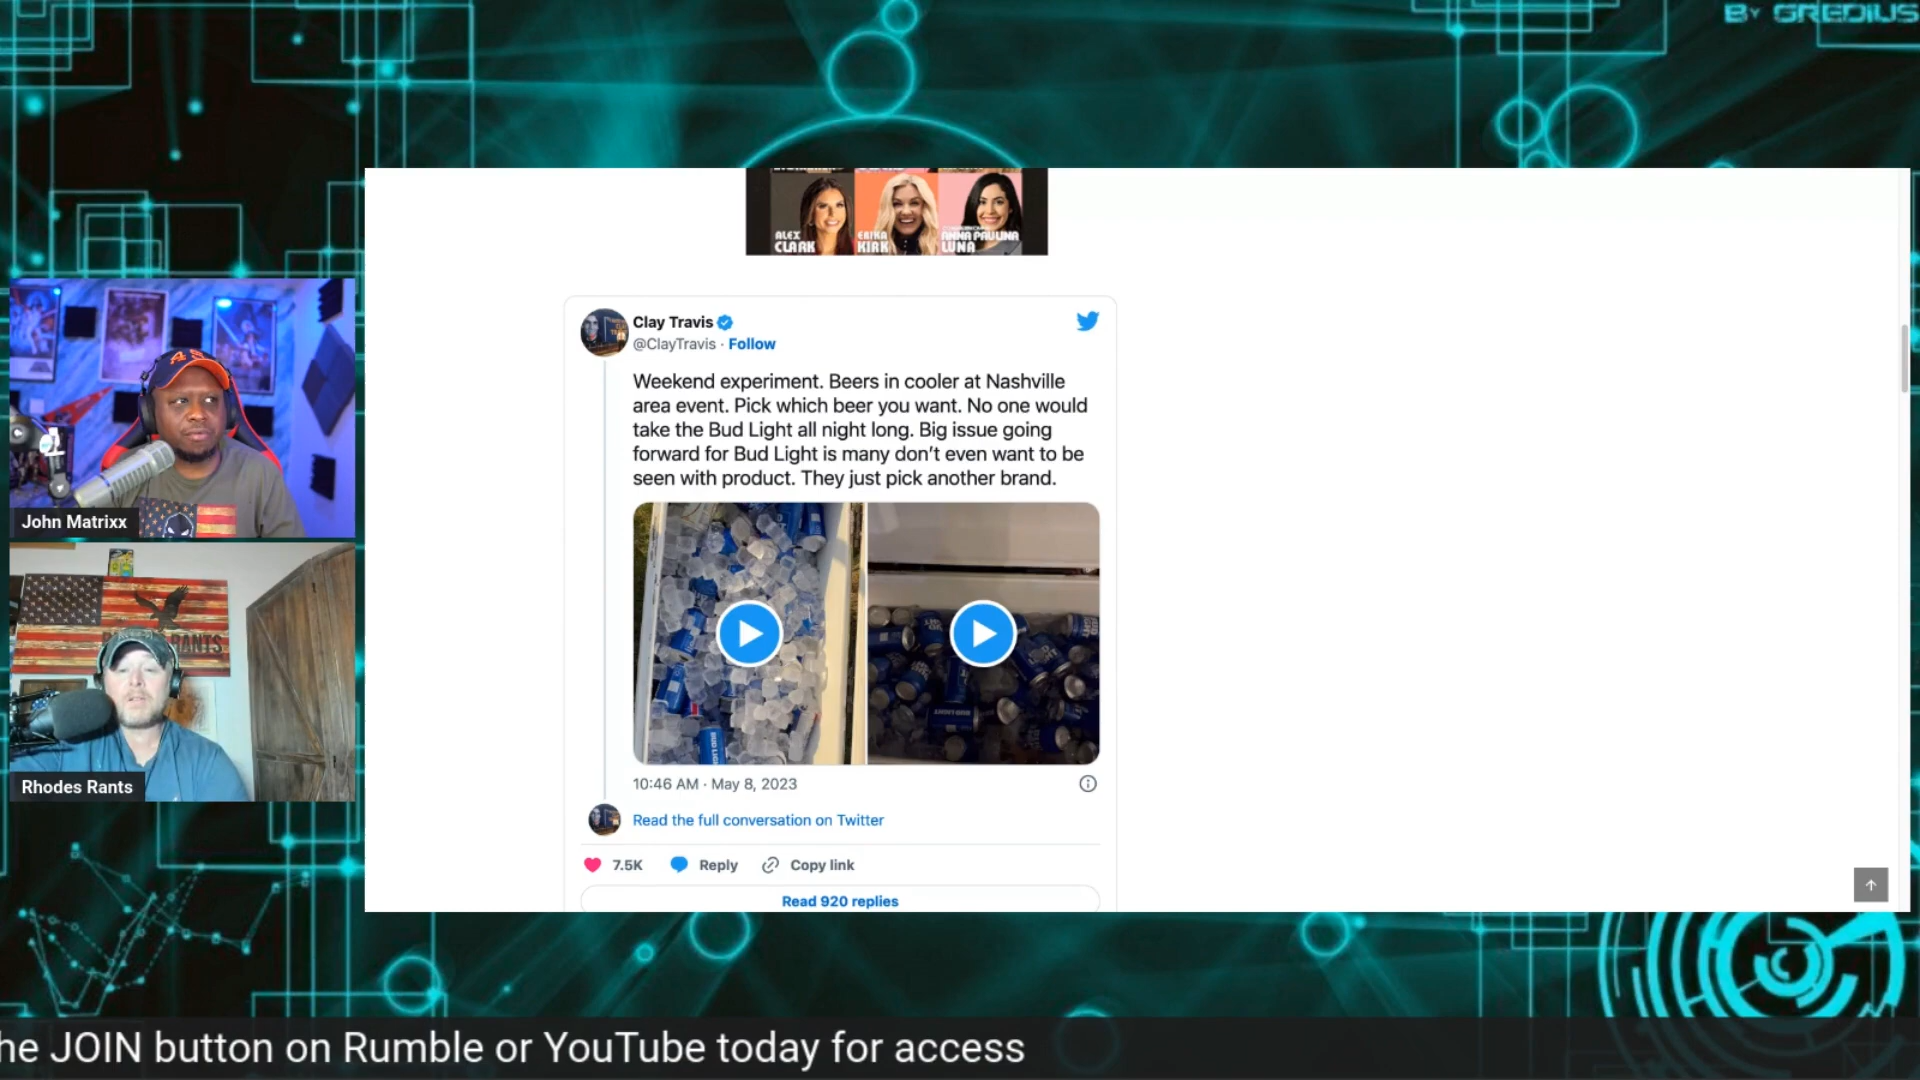 BY GREDIUS
ALEX
CLARK
ERIKA
KIRK
ANNA PAULINA
LUNA
Clay Travis
@ClayTravis · Follow
Weekend experiment. Beers in cooler at Nashville
area event. Pick which beer you want. No one would
take the Bud Light all night long. Big issue going
forward for Bud Light is many don’t even want to be
seen with product. They just pick another brand.
BUD LIGHT
10:46 AM · May 8, 2023
Read the full conversation on Twitter
7.5K
Reply
Copy link
Read 920 replies
45
John Matrixx
RANTS
Rhodes Rants
he JOIN button on Rumble or YouTube today for access